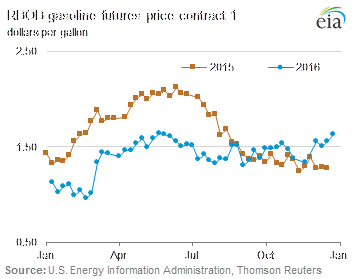 RBOB gasoline futures price contract 1
dollars per gallon
eia
2.50
2015
2016
1.50
0.50
Jan Apr Jul Oct Jan
Source: U.S. Energy Information Administration, Thomson Reuters